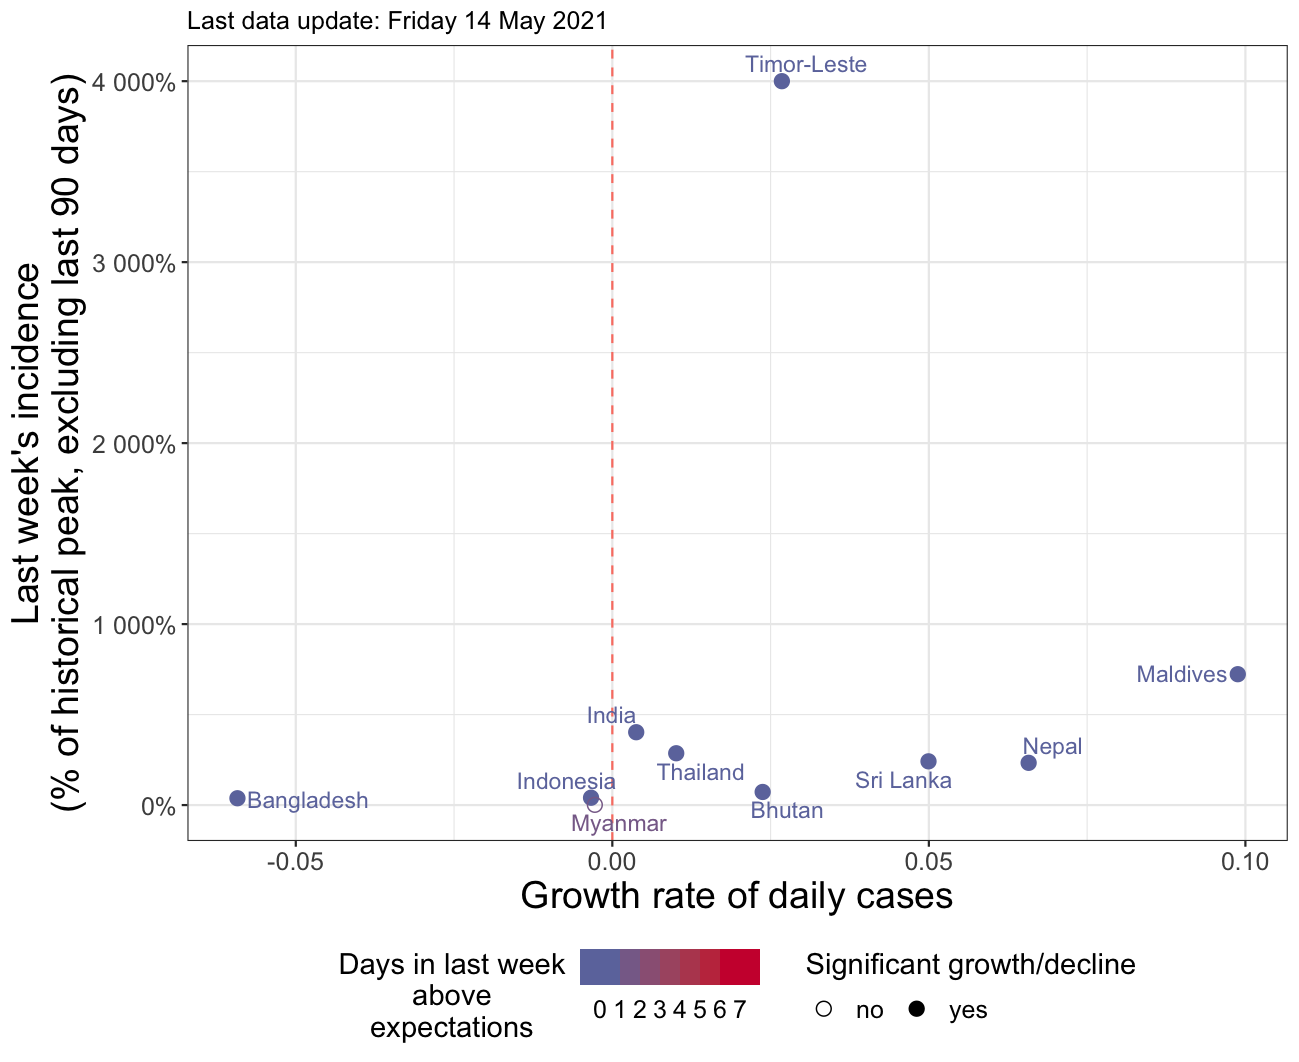 Last data update: Friday 14 May 2021
Last week's incidence
(% of historical peak, excluding last 90 days)
4 000%
3 000%
2 000%
1 000%
0%
Timor-Leste
Maldives
India
Nepal
Thailand
Sri Lanka
Indonesia
Bangladesh
Bhutan
Myanmar
-0.05
0.00
0.05
0.10
Growth rate of daily cases
Days in last week
above
expectations
0 1 2 3 4 5 6 7
Significant growth/decline
no
yes